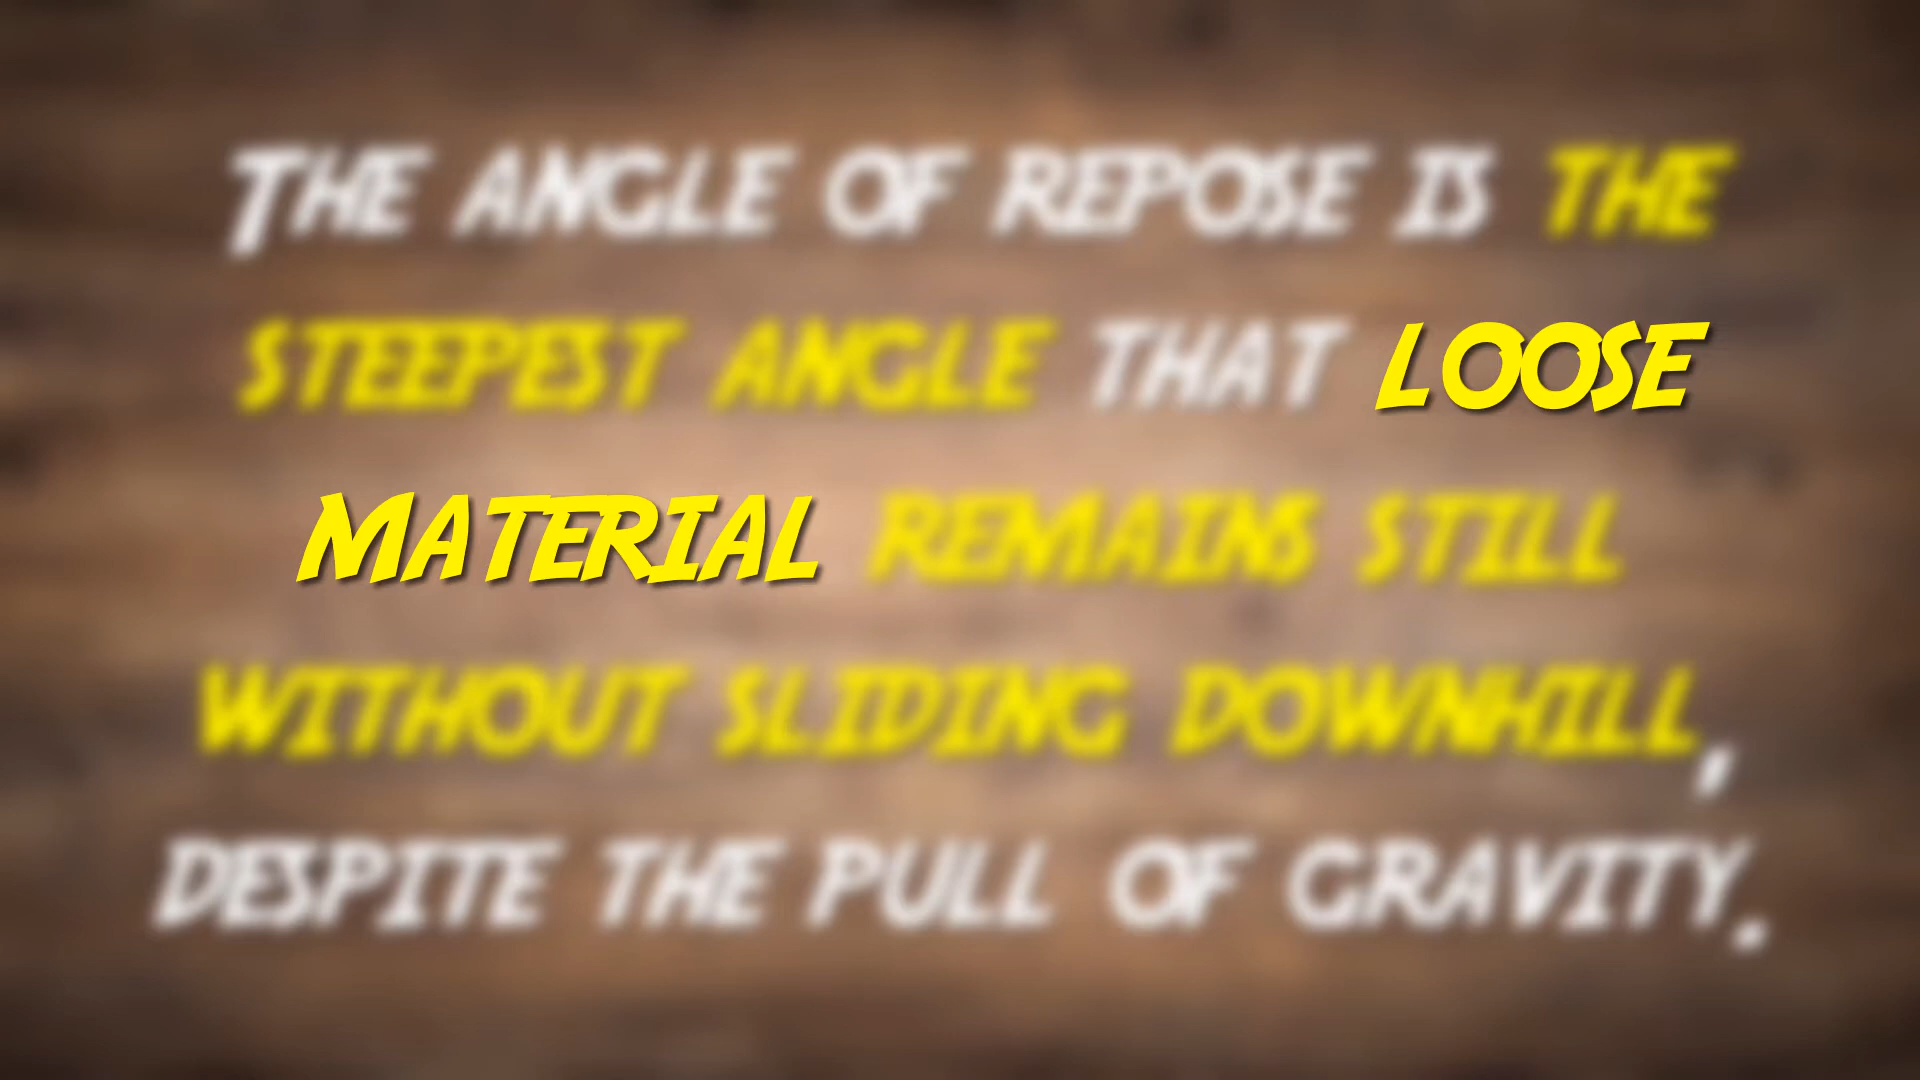 The angle of repose is the
steepest angle that loose
material remains still
without sliding downhill,
despite the pull of gravity.